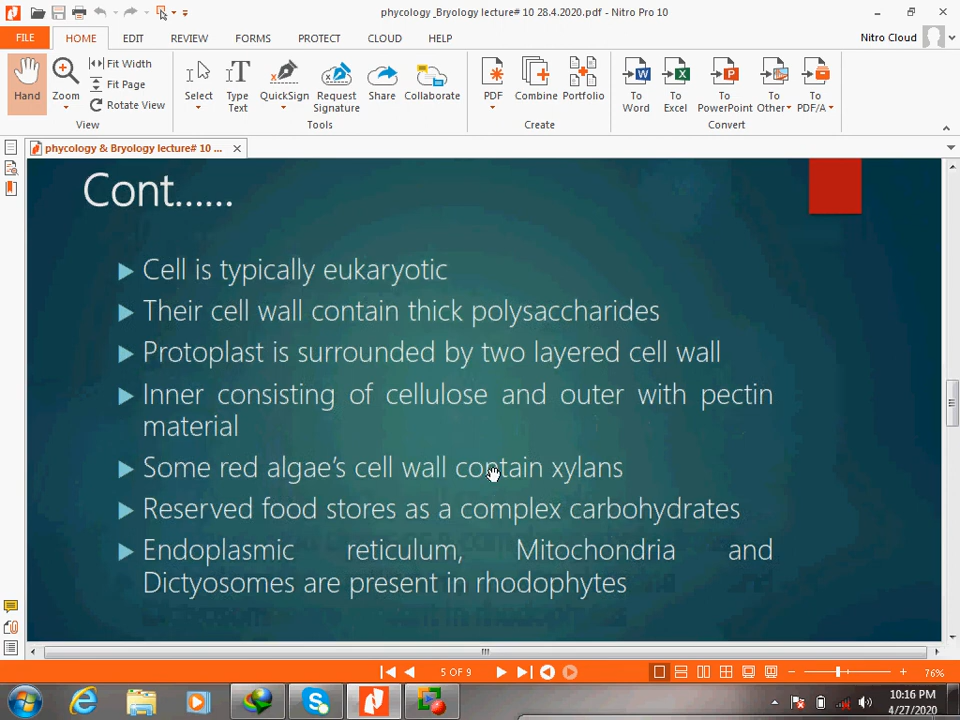 phycology _Bryology lecture# 10 28.4.2020.pdf - Nitro Pro 10
FILE HOME EDIT REVIEW FORMS PROTECT CLOUD HELP Nitro Cloud
Hand Zoom Fit Width Fit Page Rotate View
View
Select Type Text QuickSign Request Signature Share Collaborate
Tools
PDF Combine Portfolio
Create
To Word To Excel To PowerPoint To Other To PDF/A
Convert
phycology & Bryology lecture# 10 ...
Cont......
Cell is typically eukaryotic
Their cell wall contain thick polysaccharides
Protoplast is surrounded by two layered cell wall
Inner consisting of cellulose and outer with pectin
material
Some red algae's cell wall contain xylans
Reserved food stores as a complex carbohydrates
Endoplasmic reticulum, Mitochondria and
Dictyosomes are present in rhodophytes
5 OF 9
76%
10:16 PM
4/27/2020